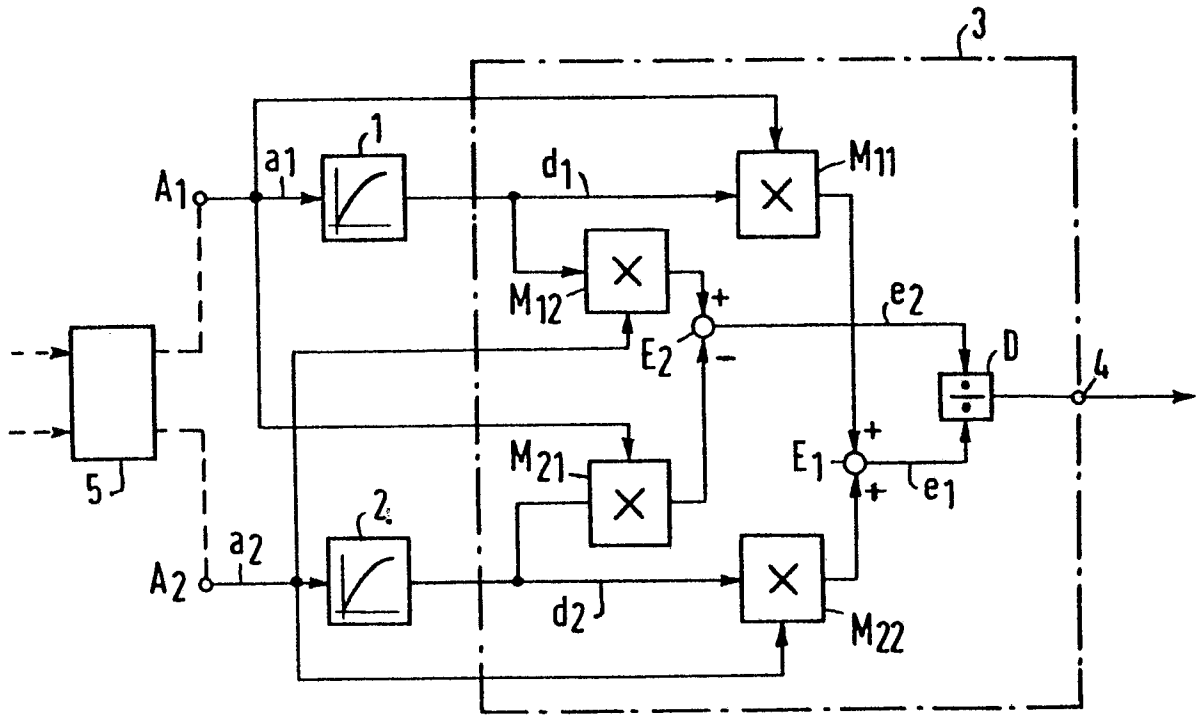 3
1
a1
A1
d1
M11
×
×
M12
+
E2
−
e2
D
÷
4
5
M21
×
E1
+
+
e1
2
a2
A2
d2
×
M22